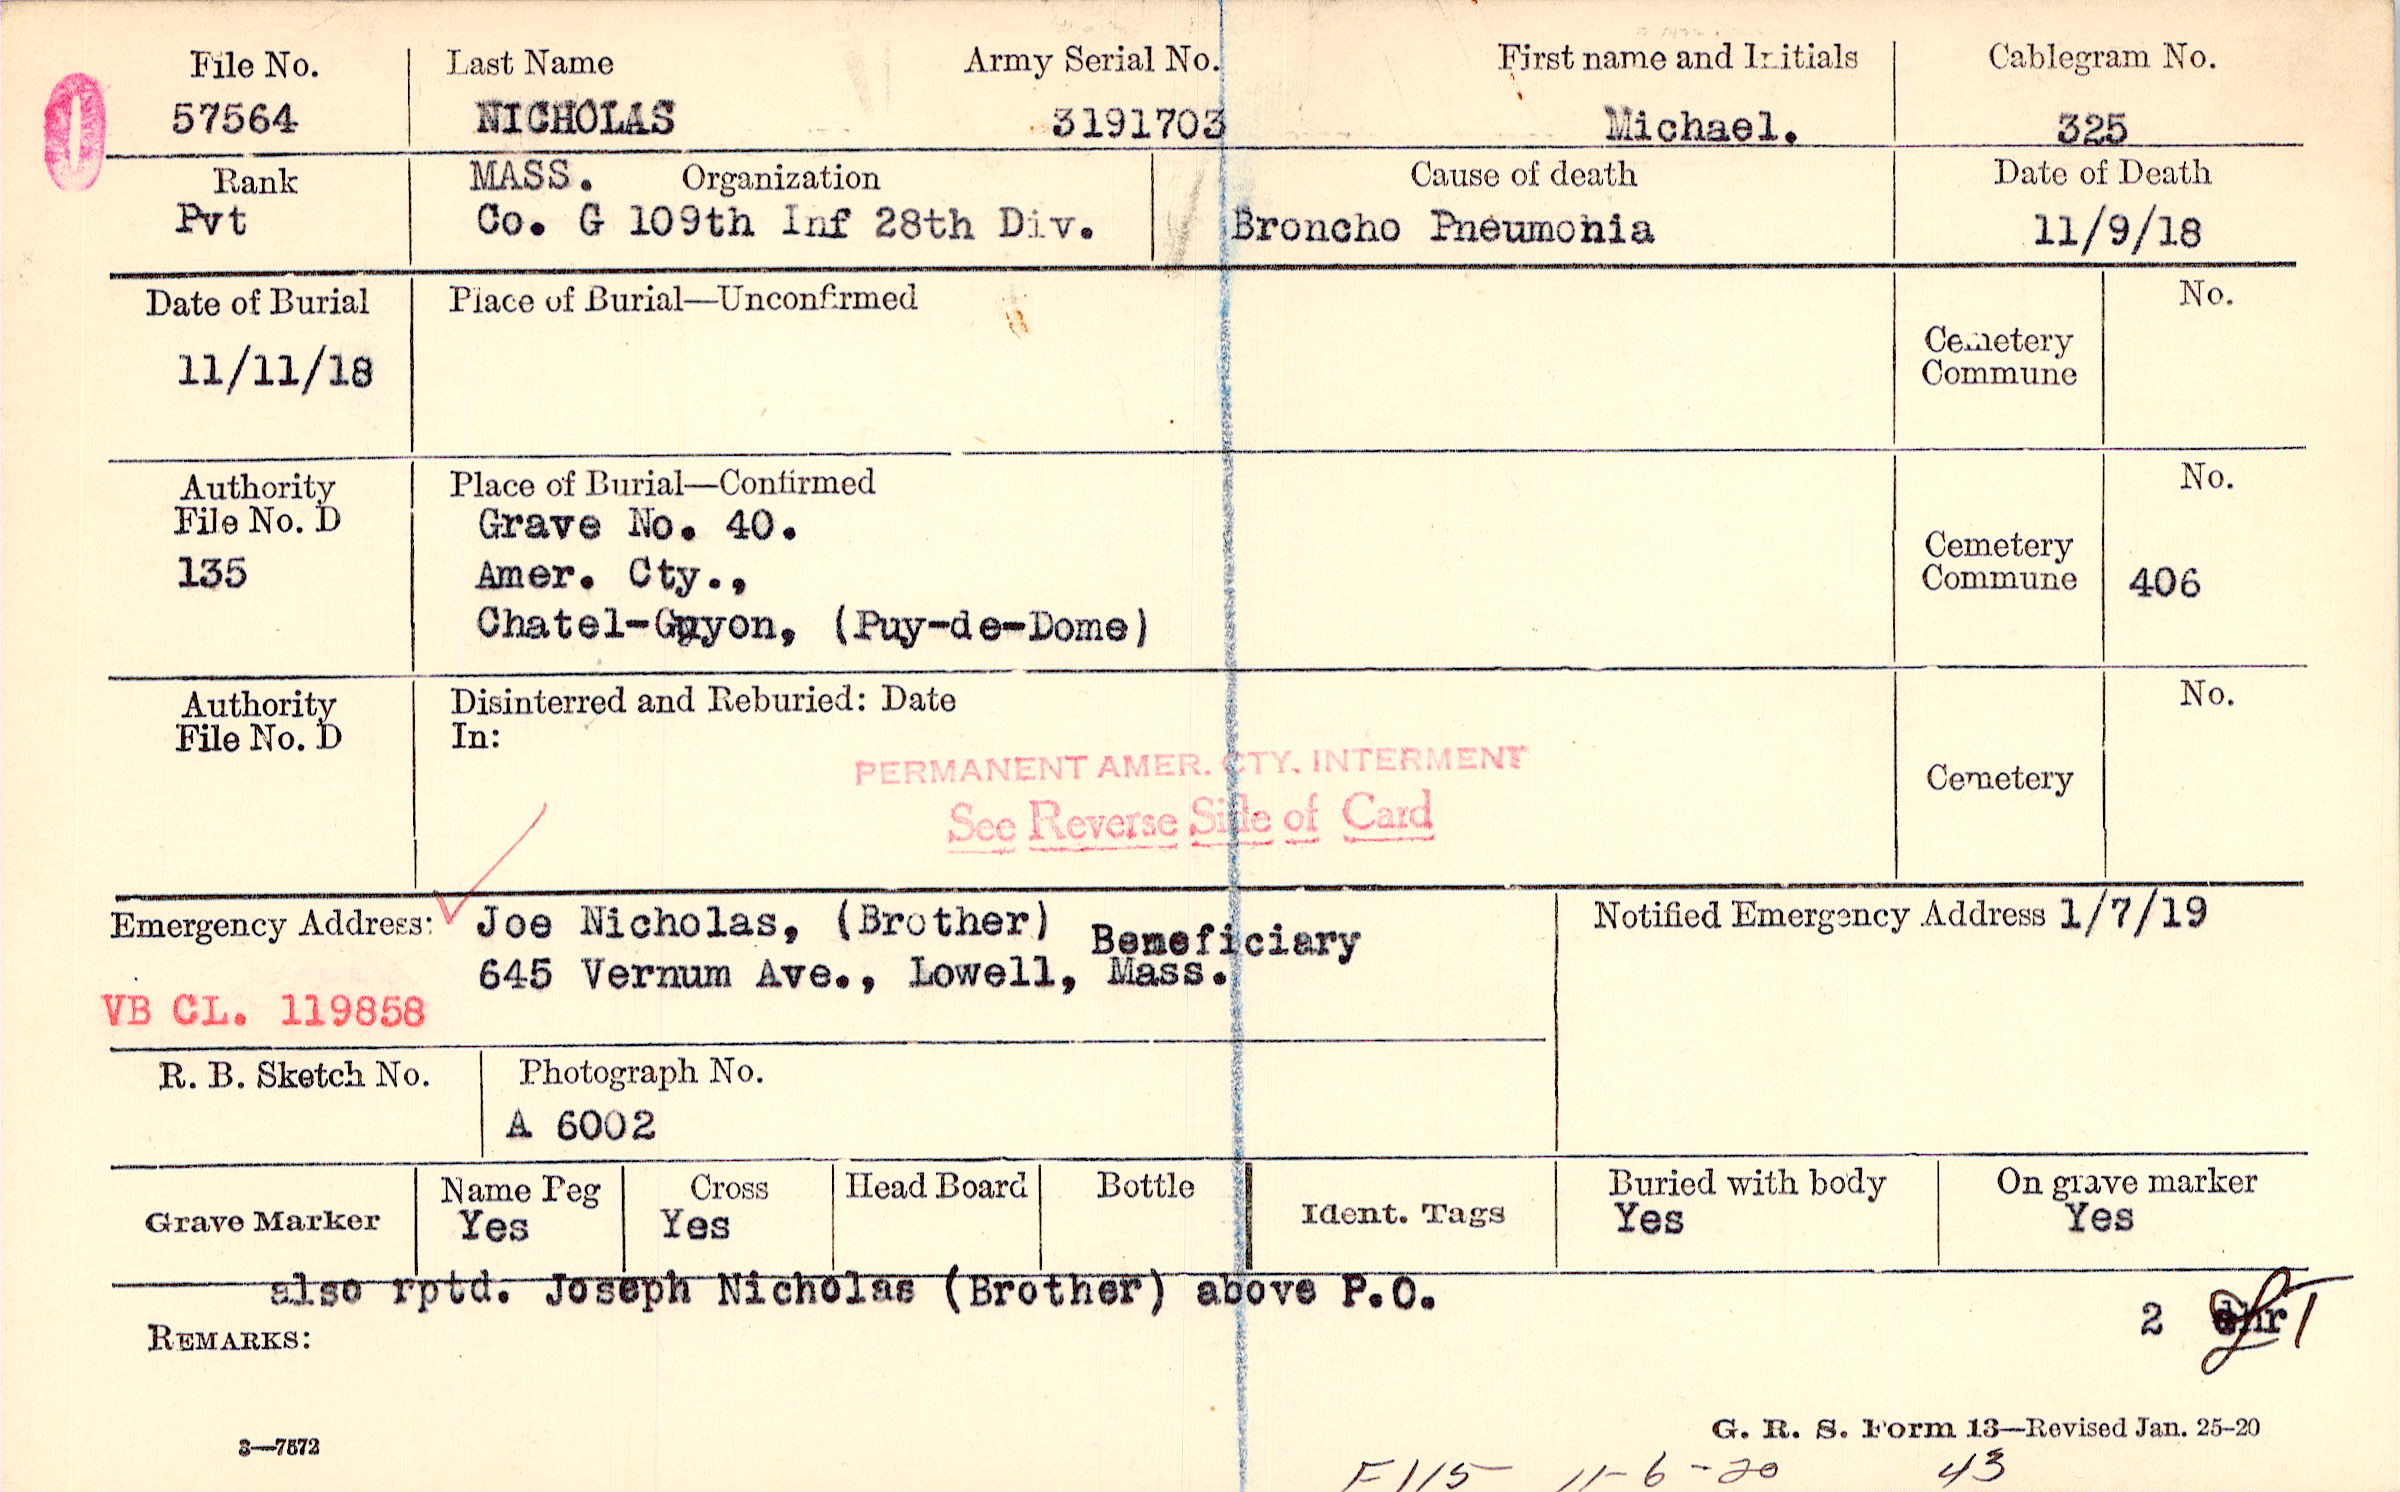 File No. Last Name Army Serial No. First name and Initials Cablegram No.
57564 NICHOLAS 3191703 Michael. 325
Rank MASS. Organization Cause of death Date of Death
Pvt Co. G 109th Inf 28th Div. Broncho Pneumonia 11/9/18
Date of Burial Place of Burial—Unconfirmed No.
11/11/18 Cemetery
Commune
Authority Place of Burial—Confirmed No.
File No. D Grave No. 40.
135 Amer. Cty., Cemetery
Commune 406
Chatel-Guyon, (Puy-de-Dome)
Authority Disinterred and Reburied: Date No.
File No. D In:
PERMANENT AMER. CTY. INTERMENT
Cemetery
See Reverse Side of Card
Emergency Address: Joe Nicholas, (Brother) Beneficiary Notified Emergency Address 1/7/19
645 Vernum Ave., Lowell, Mass.
VB CL. 119858
R. B. Sketch No. Photograph No.
A 6002
Grave Marker Name Peg Cross Head Board Bottle Ident. Tags Buried with body On grave marker
Yes Yes Yes Yes
also rptd. Joseph Nicholas (Brother) above P.O.
2
REMARKS:
3—7572 G. R. S. Form 13—Revised Jan. 25-20
F115 11-6-20 43